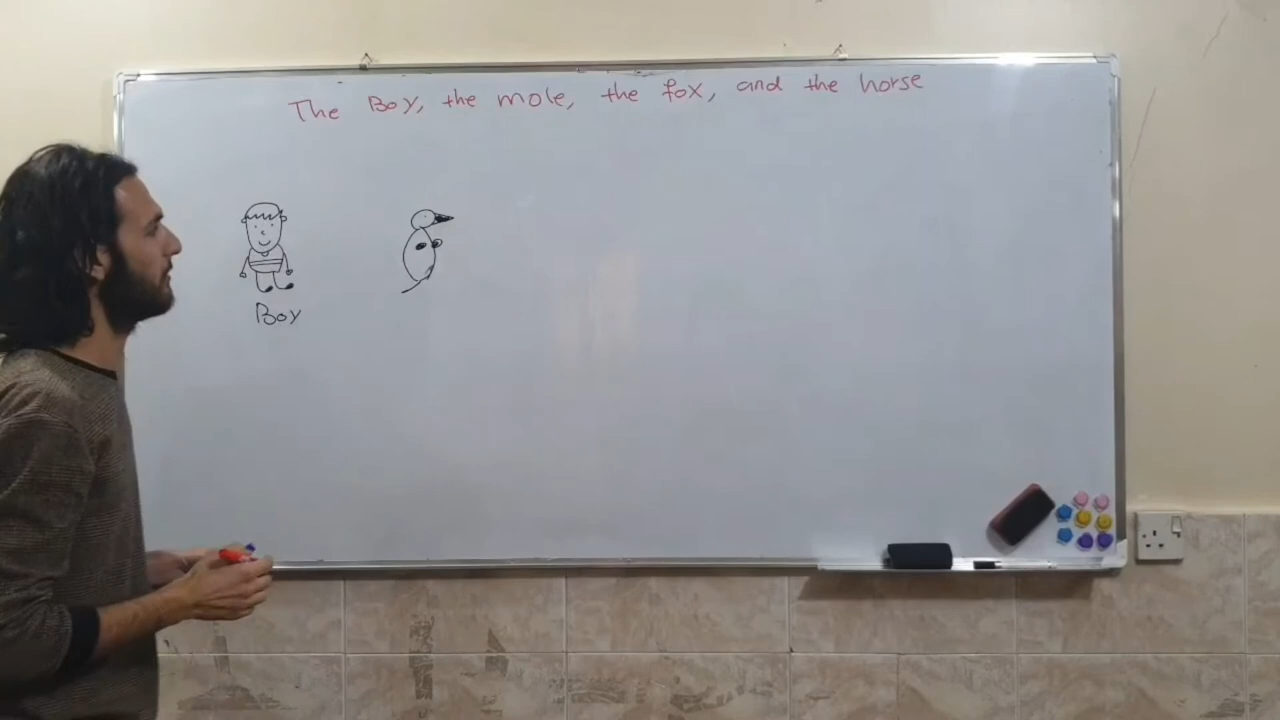 The Boy, the mole, the fox, and the horse
Boy